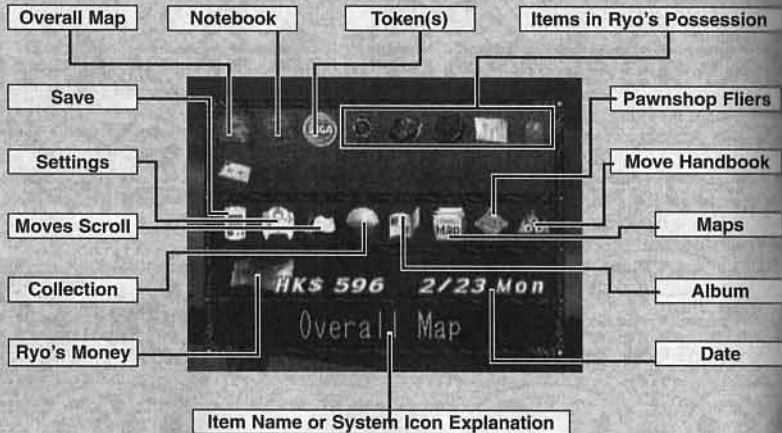 Overall Map
Notebook
Token(s)
Items in Ryo's Possession
Save
Pawnshop Fliers
Settings
Move Handbook
Moves Scroll
Maps
Collection
Album
Ryo's Money
Date
SEGA
MAP
HK$ 596 2/23 Mon
Overall Map
Item Name or System Icon Explanation